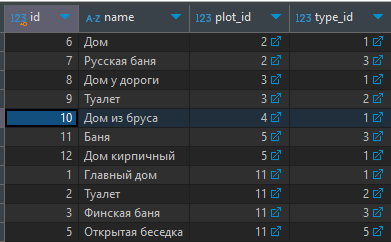 123 id A-Z name 123 plot_id 123 type_id
6 Дом 2 1
7 Русская баня 2 3
8 Дом у дороги 3 1
9 Туалет 3 2
10 Дом из бруса 4 1
11 Баня 5 3
12 Дом кирпичный 5 1
1 Главный дом 11 1
2 Туалет 11 2
3 Финская баня 11 3
5 Открытая беседка 11 5